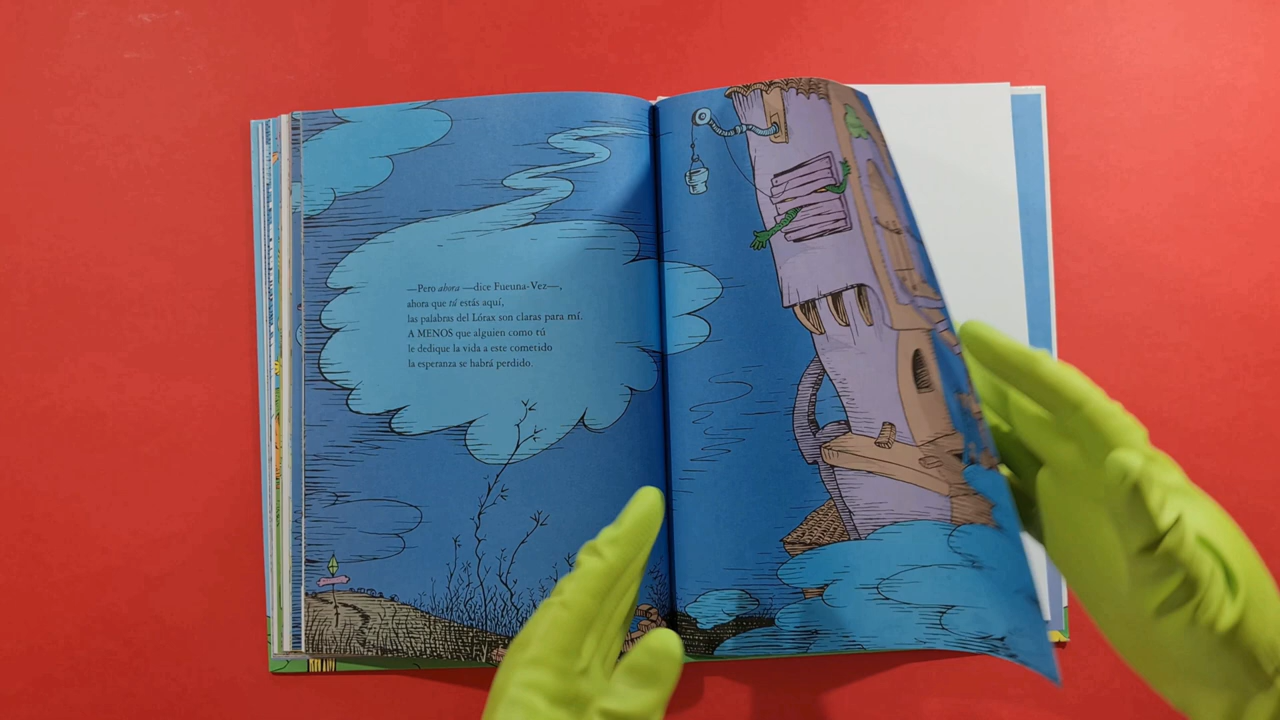 —Pero ahora —dice Fueuna-Vez—,
ahora que tú estás aquí,
las palabras del Lórax son claras para mí.
A MENOS que alguien como tú
le dedique la vida a este cometido
la esperanza se habrá perdido.